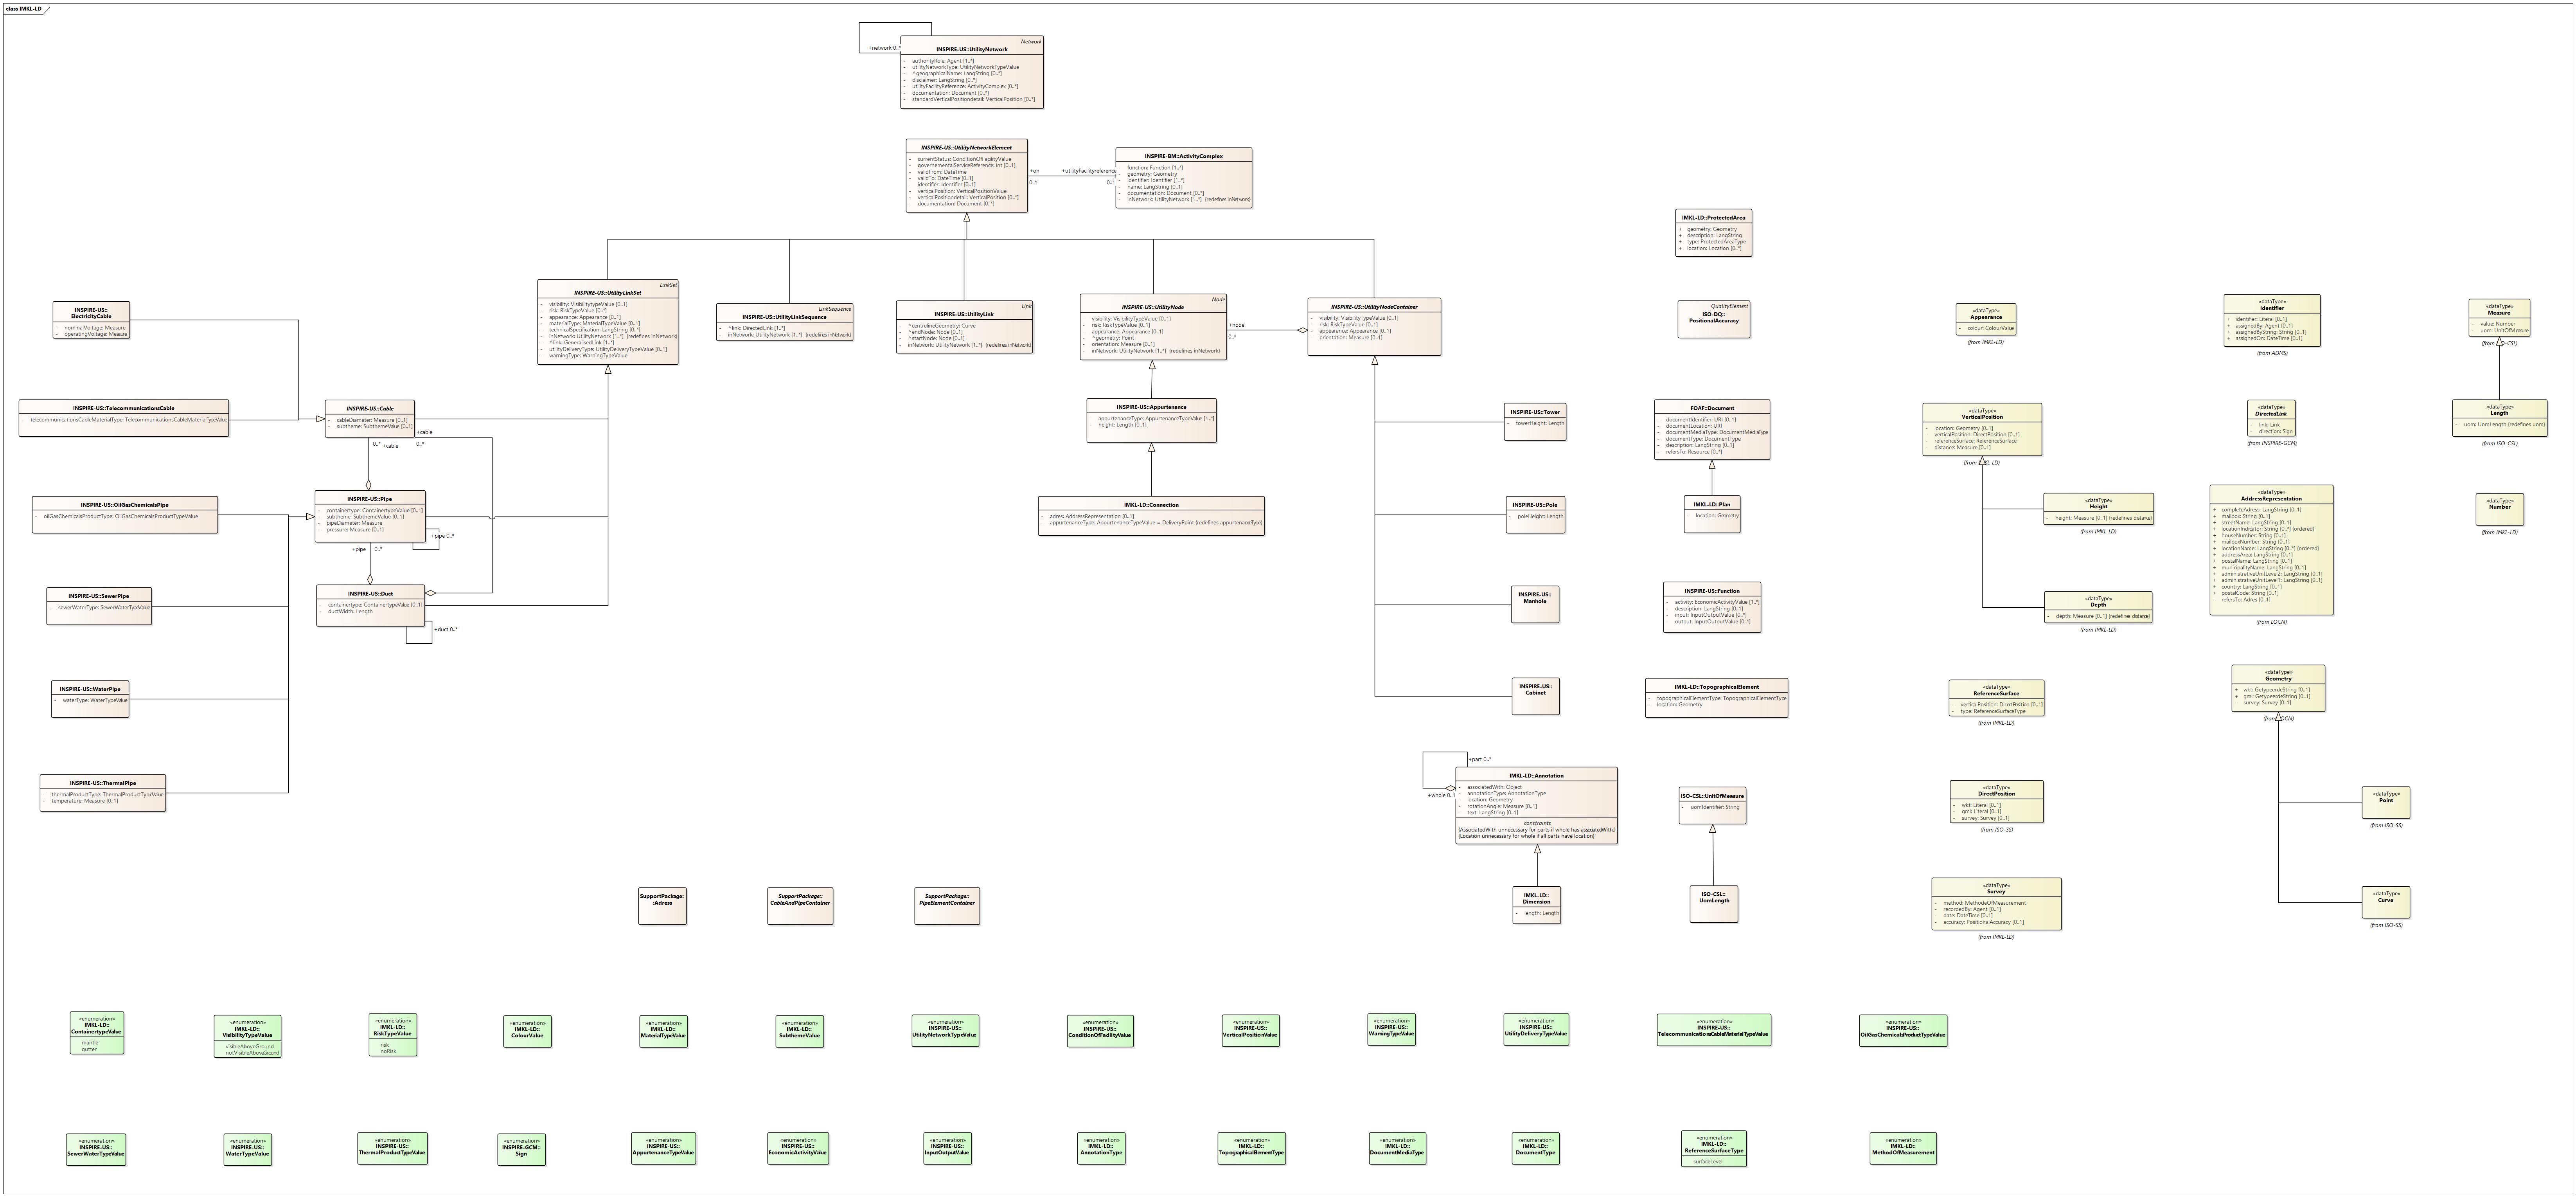 class IMKL-LD
Network
INSPIRE-US::UtilityNetwork
- authorityRole: Agent [1..*]
- utilityNetworkType: UtilityNetworkTypeValue
- ^geographicalName: LangString [0..*]
- disclaimer: LangString [0..*]
- utilityFacilityReference: ActivityComplex [0..*]
- documentation: Document [0..*]
- standardVerticalPositiondetail: VerticalPosition [0..*]
+network 0..*
INSPIRE-US::UtilityNetworkElement
- currentStatus: ConditionOfFacilityValue
- governementalServiceReference: int [0..1]
- validFrom: DateTime
- validTo: DateTime [0..1]
- identifier: Identifier [0..1]
- verticalPosition: VerticalPositionValue
- verticalPositiondetail: VerticalPosition [0..*]
- documentation: Document [0..*]
+on
0..*
+utilityFacilityreference
0..1
INSPIRE-BM::ActivityComplex
- function: Function [1..*]
- geometry: Geometry
- identifier: Identifier [1..*]
- name: LangString [0..1]
- documentation: Document [0..*]
- inNetwork: UtilityNetwork [1..*] {redefines inNetwork}
IMKL-LD::ProtectedArea
+ geometry: Geometry
+ description: LangString
+ type: ProtectedAreaType
+ location: Location [0..*]
LinkSet
INSPIRE-US::UtilityLinkSet
- visibility: VisibilitytypeValue [0..1]
- risk: RiskTypeValue [0..*]
- appearance: Appearance [0..1]
- materialType: MaterialTypeValue [0..1]
- technicalSpecification: LangString [0..*]
- inNetwork: UtilityNetwork [1..*] {redefines inNetwork}
- ^link: GeneralisedLink [1..*]
- utilityDeliveryType: UtilityDeliveryTypeValue [0..1]
- warningType: WarningTypeValue
LinkSequence
INSPIRE-US::UtilityLinkSequence
- ^link: DirectedLink [1..*]
- inNetwork: UtilityNetwork [1..*] {redefines inNetwork}
Link
INSPIRE-US::UtilityLink
- ^centrelineGeometry: Curve
- ^endNode: Node [0..1]
- ^startNode: Node [0..1]
- inNetwork: UtilityNetwork [1..*] {redefines inNetwork}
Node
INSPIRE-US::UtilityNode
- visibility: VisibilityTypeValue [0..1]
- risk: RiskTypeValue [0..1]
- appearance: Appearance [0..1]
- ^geometry: Point
- orientation: Measure [0..1]
- inNetwork: UtilityNetwork [1..*] {redefines inNetwork}
+node
0..*
INSPIRE-US::UtilityNodeContainer
- visibility: VisibilityTypeValue [0..1]
- risk: RiskTypeValue [0..1]
- appearance: Appearance [0..1]
- orientation: Measure [0..1]
QualityElement
ISO-DQ::
PositionalAccuracy
«dataType»
Appearance
- colour: ColourValue
(from IMKL-LD)
«dataType»
Identifier
+ identifier: Literal [0..1]
+ assignedBy: Agent [0..1]
+ assignedByString: String [0..1]
+ assignedOn: DateTime [0..1]
(from ADMS)
«dataType»
Measure
- value: Number
- uom: UnitOfMeasure
INSPIRE-US::
ElectricityCable
- nominalVoltage: Measure
- operatingVoltage: Measure
INSPIRE-US::TelecommunicationsCable
- telecommunicationsCableMaterialType: TelecommunicationsCableMaterialTypeValue
INSPIRE-US::Cable
- cableDiameter: Measure [0..1]
- subtheme: SubthemeValue [0..1]
0..*
+cable
+cable
0..*
INSPIRE-US::Appurtenance
- appurtenanceType: AppurtenanceTypeValue [1..*]
- height: Length [0..1]
INSPIRE-US::Tower
- towerHeight: Length
FOAF::Document
- documentIdentifier: URI [0..1]
- documentLocation: URI
- documentMediaType: DocumentMediaType
- documentType: DocumentType
- description: LangString [0..1]
- refersTo: Resource [0..*]
«dataType»
VerticalPosition
- location: Geometry [0..1]
- verticalPosition: DirectPosition [0..1]
- referenceSurface: ReferenceSurface
- distance: Measure [0..1]
«dataType»
DirectedLink
- link: Link
- direction: Sign
(from INSPIRE-GCM)
«dataType»
Length
- uom: UomLength {redefines uom}
(from ISO-CSL)
INSPIRE-US::OilGasChemicalsPipe
- oilGasChemicalsProductType: OilGasChemicalsProductTypeValue
INSPIRE-US::Pipe
- containertype: ContainertypeValue [0..1]
- subtheme: SubthemeValue [0..1]
- pipeDiameter: Measure
- pressure: Measure [0..1]
+pipe 0..*
+pipe
0..*
IMKL-LD::Connection
- adres: AddressRepresentation [0..1]
- appurtenanceType: AppurtenanceTypeValue = DeliveryPoint {redefines appurtenanceType}
INSPIRE-US::Pole
- poleHeight: Length
IMKL-LD::Plan
- location: Geometry
«dataType»
Height
- height: Measure [0..1] {redefines distance}
(from IMKL-LD)
«dataType»
AddressRepresentation
+ completeAdress: LangString [0..1]
+ mailbox: String [0..1]
+ streetName: LangString [0..1]
+ locationIndicator: String [0..*] {ordered}
+ houseNumber: String [0..1]
+ mailboxNumber: String [0..1]
+ locationName: LangString [0..*] {ordered}
+ addressArea: LangString [0..1]
+ postalName: LangString [0..1]
+ municipalityName: LangString [0..1]
+ administrativeUnitLevel2: LangString [0..1]
+ administrativeUnitLevel1: LangString [0..1]
+ country: LangString [0..1]
+ postalCode: String [0..1]
- refersTo: Adres [0..1]
(from LOCN)
«dataType»
Number
(from IMKL-LD)
INSPIRE-US::SewerPipe
- sewerWaterType: SewerWaterTypeValue
INSPIRE-US::Duct
- containertype: ContainertypeValue [0..1]
- ductWidth: Length
+duct 0..*
INSPIRE-US::
Manhole
INSPIRE-US::Function
- activity: EconomicActivityValue [1..*]
- description: LangString [0..1]
- input: InputOutputValue [0..*]
- output: InputOutputValue [0..*]
«dataType»
Depth
- depth: Measure [0..1] {redefines distance}
(from IMKL-LD)
INSPIRE-US::WaterPipe
- waterType: WaterTypeValue
INSPIRE-US::
Cabinet
IMKL-LD::TopographicalElement
- topographicalElementType: TopographicalElementType
- location: Geometry
«dataType»
ReferenceSurface
- verticalPosition: DirectPosition [0..1]
- type: ReferenceSurfaceType
(from IMKL-LD)
«dataType»
Geometry
+ wkt: GetypeerdeString [0..1]
+ gml: GetypeerdeString [0..1]
- survey: Survey [0..1]
INSPIRE-US::ThermalPipe
- thermalProductType: ThermalProductTypeValue
- temperature: Measure [0..1]
+part 0..*
+whole 0..1
IMKL-LD::Annotation
- associatedWith: Object
- annotationType: AnnotationType
- location: Geometry
- rotationAngle: Measure [0..1]
- text: LangString [0..1]
constraints
{AssociatedWith unnecessary for parts if whole has associatedWith.}
{Location unnecessary for whole if all parts have location}
ISO-CSL::UnitOfMeasure
- uomIdentifier: String
«dataType»
DirectPosition
- wkt: Literal [0..1]
- gml: Literal [0..1]
- survey: Survey [0..1]
(from ISO-SS)
«dataType»
Point
(from ISO-SS)
SupportPackage:
:Adress
SupportPackage::
CableAndPipeContainer
SupportPackage::
PipeElementContainer
IMKL-LD::
Dimension
- length: Length
ISO-CSL::
UomLength
«dataType»
Survey
- method: MethodeOfMeasurement
- recordedBy: Agent [0..1]
- date: DateTime [0..1]
- accuracy: PositionalAccuracy [0..1]
(from IMKL-LD)
«dataType»
Curve
(from ISO-SS)
«enumeration»
IMKL-LD::
ContainertypeValue
mantle
gutter
«enumeration»
IMKL-LD::
VisibilityTypeValue
visibleAboveGround
notVisibleAboveGround
«enumeration»
IMKL-LD::
RiskTypeValue
risk
noRisk
«enumeration»
IMKL-LD::
ColourValue
«enumeration»
IMKL-LD::
MaterialTypeValue
«enumeration»
IMKL-LD::
SubthemeValue
«enumeration»
INSPIRE-US::
UtilityNetworkTypeValue
«enumeration»
INSPIRE-US::
ConditionOfFacilityValue
«enumeration»
INSPIRE-US::
VerticalPositionValue
«enumeration»
INSPIRE-US::
WarningTypeValue
«enumeration»
INSPIRE-US::
UtilityDeliveryTypeValue
«enumeration»
INSPIRE-US::
TelecommunicationsCableMaterialTypeValue
«enumeration»
INSPIRE-US::
OilGasChemicalsProductTypeValue
«enumeration»
INSPIRE-US::
SewerWaterTypeValue
«enumeration»
INSPIRE-US::
WaterTypeValue
«enumeration»
INSPIRE-US::
ThermalProductTypeValue
«enumeration»
INSPIRE-GCM::
Sign
«enumeration»
INSPIRE-US::
AppurtenanceTypeValue
«enumeration»
INSPIRE-US::
EconomicActivityValue
«enumeration»
INSPIRE-US::
InputOutputValue
«enumeration»
IMKL-LD::
AnnotationType
«enumeration»
IMKL-LD::
TopographicalElementType
«enumeration»
IMKL-LD::
DocumentMediaType
«enumeration»
IMKL-LD::
DocumentType
«enumeration»
IMKL-LD::
ReferenceSurfaceType
surfaceLevel
«enumeration»
IMKL-LD::
MethodOfMeasurement